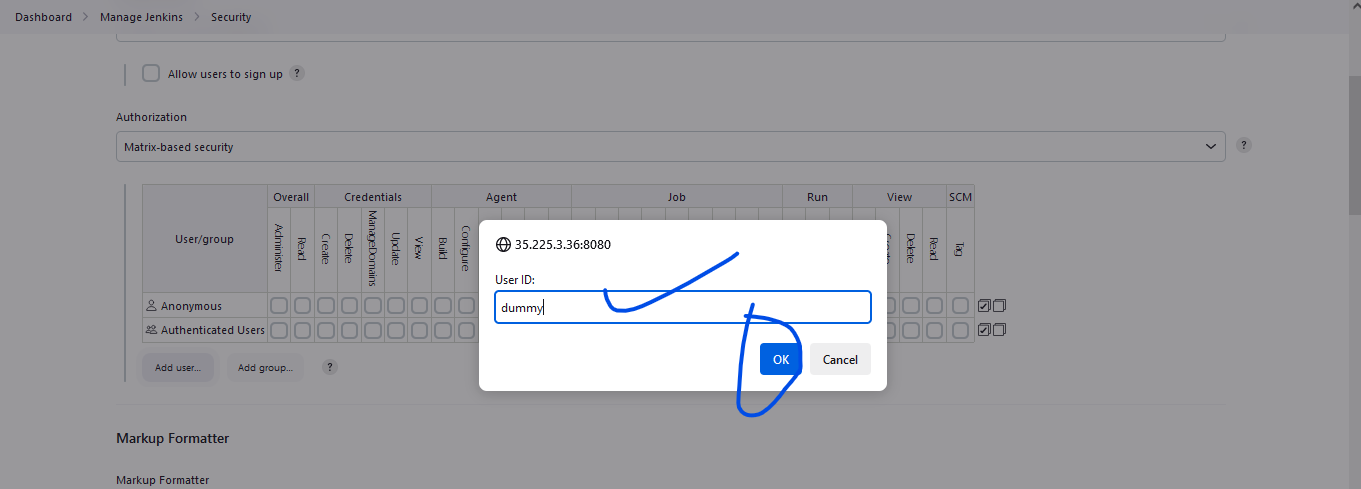 Dashboard > Manage Jenkins > Security
Allow users to sign up ?
Authorization
Matrix-based security ?
Overall Credentials Agent Job Run View SCM
User/group Administer Read Create Delete ManageDomains Update View Build Configure Delete Read Tag
Anonymous
Authenticated Users
Add user... Add group... ?
35.225.3.36:8080
User ID:
dummy
OK Cancel
Markup Formatter
Markup Formatter